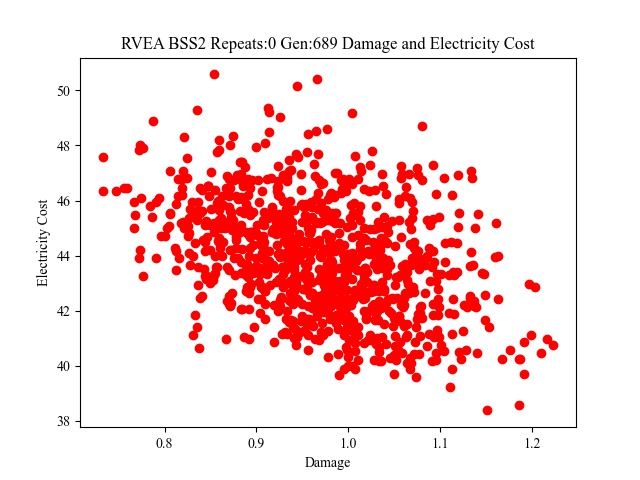 RVEA BSS2 Repeats:0 Gen:689 Damage and Electricity Cost
50
48
46
44
42
40
38
Electricity Cost
0.8 0.9 1.0 1.1 1.2
Damage